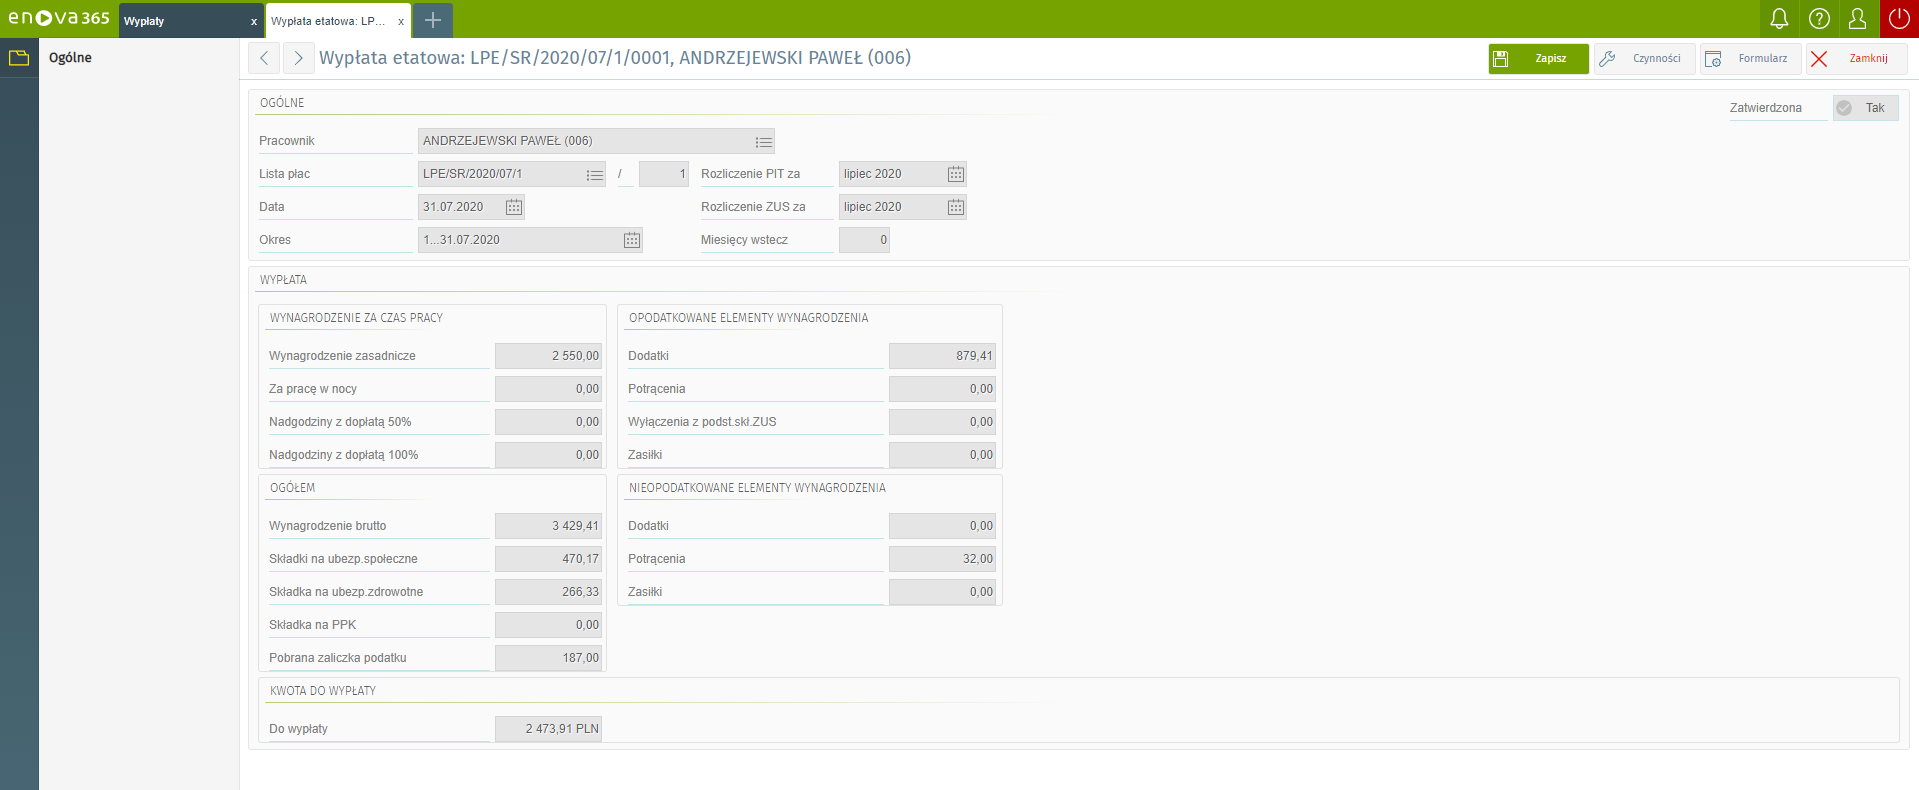 enova365
Wypłaty x
Wypłata etatowa: LP... x
Ogólne
Wypłata etatowa: LPE/SR/2020/07/1/0001, ANDRZEJEWSKI PAWEŁ (006)
Zapisz
Czynności
Formularz
Zamknij
OGÓLNE
Zatwierdzona Tak
Pracownik ANDRZEJEWSKI PAWEŁ (006)
Lista płac LPE/SR/2020/07/1 / 1 Rozliczenie PIT za lipiec 2020
Data 31.07.2020 Rozliczenie ZUS za lipiec 2020
Okres 1...31.07.2020 Miesięcy wstecz 0
WYPŁATA
WYNAGRODZENIE ZA CZAS PRACY
Wynagrodzenie zasadnicze 2 550,00
Za pracę w nocy 0,00
Nadgodziny z dopłatą 50% 0,00
Nadgodziny z dopłatą 100% 0,00
OPODATKOWANE ELEMENTY WYNAGRODZENIA
Dodatki 879,41
Potrącenia 0,00
Wyłączenia z podst.skł.ZUS 0,00
Zasiłki 0,00
OGÓŁEM
Wynagrodzenie brutto 3 429,41
Składki na ubezp.społeczne 470,17
Składka na ubezp.zdrowotne 266,33
Składka na PPK 0,00
Pobrana zaliczka podatku 187,00
NIEOPODATKOWANE ELEMENTY WYNAGRODZENIA
Dodatki 0,00
Potrącenia 32,00
Zasiłki 0,00
KWOTA DO WYPŁATY
Do wypłaty 2 473,91 PLN